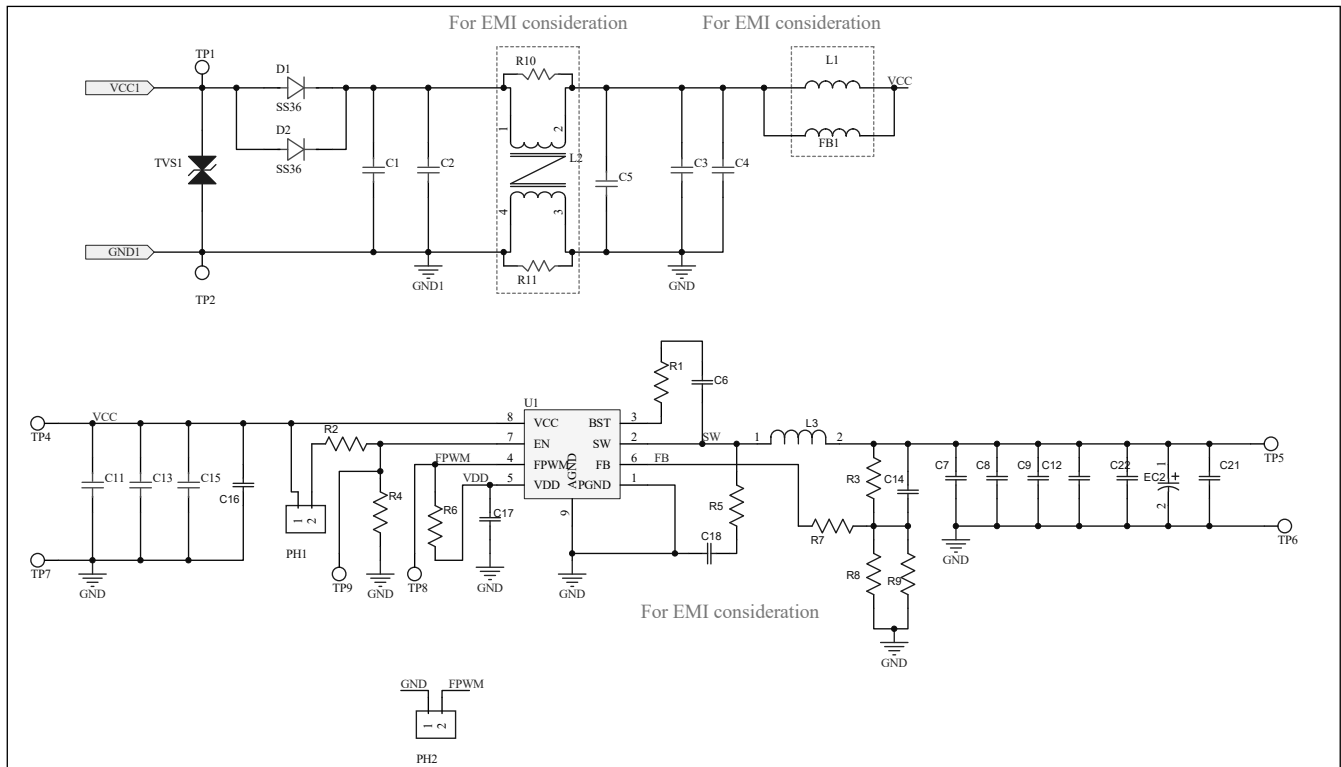 For EMI consideration
For EMI consideration
TP1
D1
SS36
D2
SS36
VCC1
TVS1
GND1
TP2
C1
C2
GND1
R10
1
2
L2
4
3
R11
C5
C3
C4
GND
L1
VCC
FB1
TP4
VCC
C11
C13
C15
C16
TP7
GND
1
2
PH1
R2
R4
TP9
GND
FPWM
R6
TP8
VDD
C17
GND
U1
8
VCC
BST
3
7
EN
SW
2
4
FPWM
FB
6
5
VDD
AGND
PGND
1
9
GND
R1
C6
SW
FB
R5
C18
1
L3
2
R3
C14
R7
R8
R9
GND
C7
C8
C9
C12
C22
EC2
1
+
2
C21
GND
TP5
TP6
For EMI consideration
GND
FPWM
1
2
PH2